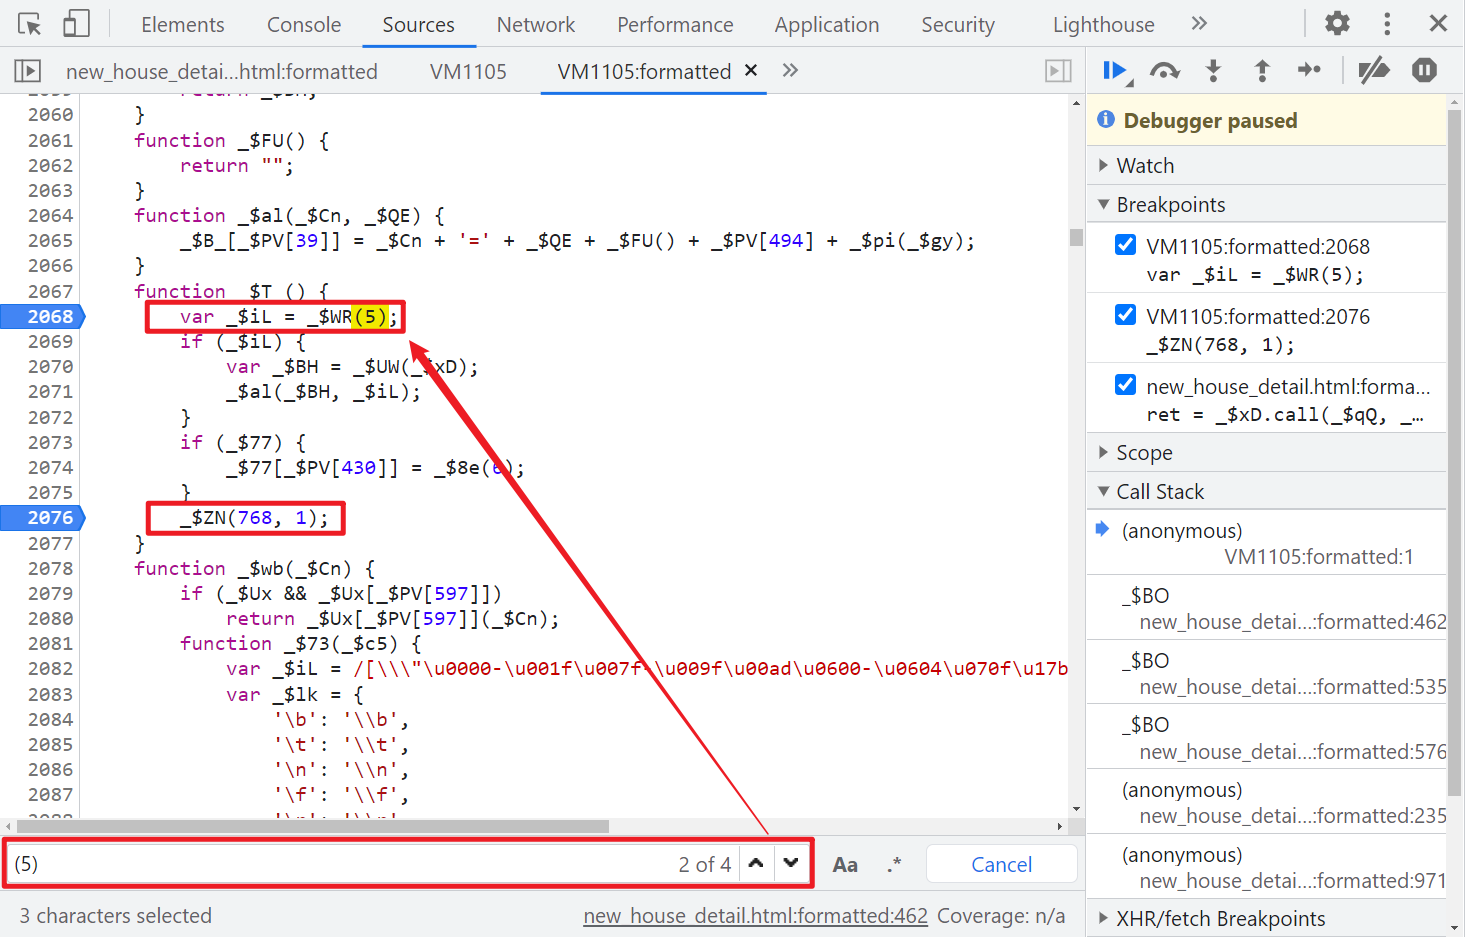 Elements Console Sources Network Performance Application Security Lighthouse »
new_house_detai...html:formatted VM1105 VM1105:formatted × »
2060 }
2061 function _$FU() {
2062 return "";
2063 }
2064 function _$al(_$Cn, _$QE) {
2065 _$B_[_$PV[39]] = _$Cn + '=' + _$QE + _$FU() + _$PV[494] + _$pi(_$gy);
2066 }
2067 function _$T_() {
2068 var _$iL = _$WR(5);
2069 if (_$iL) {
2070 var _$BH = _$UW(_$xD);
2071 _$al(_$BH, _$iL);
2072 }
2073 if (_$77) {
2074 _$77[_$PV[430]] = _$8e(6);
2075 }
2076 _$ZN(768, 1);
2077 }
2078 function _$wb(_$Cn) {
2079 if (_$Ux && _$Ux[_$PV[597]])
2080 return _$Ux[_$PV[597]](_$Cn);
2081 function _$73(_$c5) {
2082 var _$iL = /[\\\"\u0000-\u001f\u007f-\u009f\u00ad\u0600-\u0604\u070f\u17b
2083 var _$lk = {
2084 '\b': '\\b',
2085 '\t': '\\t',
2086 '\n': '\\n',
2087 '\f': '\\f',
(5) 2 of 4 Aa .* Cancel
3 characters selected new_house_detail.html:formatted:462 Coverage: n/a
Debugger paused
Watch
Breakpoints
VM1105:formatted:2068
var _$iL = _$WR(5);
VM1105:formatted:2076
_$ZN(768, 1);
new_house_detail.html:forma...
ret = _$xD.call(_$qQ, _...
Scope
Call Stack
(anonymous)
VM1105:formatted:1
_$BO
new_house_detai...:formatted:462
_$BO
new_house_detai...:formatted:535
_$BO
new_house_detai...:formatted:576
(anonymous)
new_house_detai...:formatted:235
(anonymous)
new_house_detai...:formatted:971
XHR/fetch Breakpoints